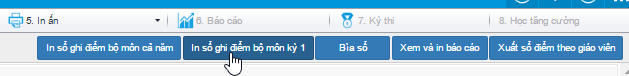 5. In ấn 6. Báo cáo 7. Kỳ thi 8. Học tăng cường
In sổ ghi điểm bộ môn cả năm In sổ ghi điểm bộ môn kỳ 1 Bìa sổ Xem và in báo cáo Xuất sổ điểm theo giáo viên